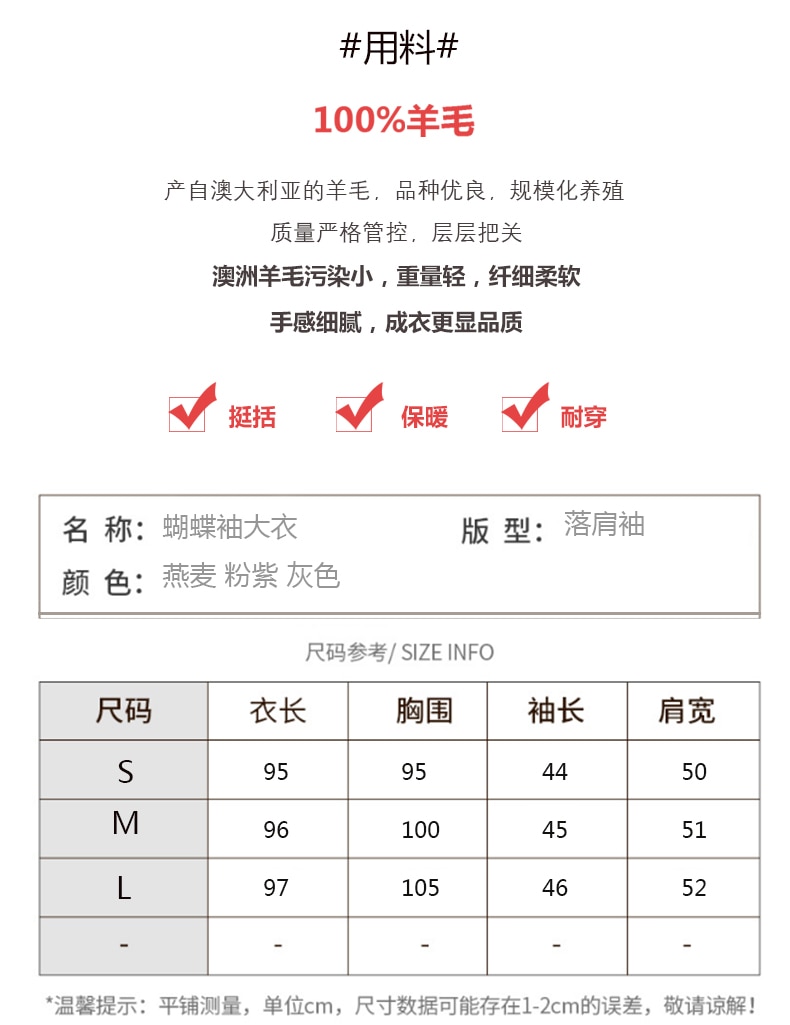 #用料#
100%羊毛
产自澳大利亚的羊毛，品种优良，规模化养殖
质量严格管控，层层把关
澳洲羊毛污染小，重量轻，纤细柔软
手感细腻，成衣更显品质
挺括 保暖 耐穿
名 称： 蝴蝶袖大衣 版 型： 落肩袖
颜 色： 燕麦 粉紫 灰色
尺码参考/ SIZE INFO
尺码 衣长 胸围 袖长 肩宽
S 95 95 44 50
M 96 100 45 51
L 97 105 46 52
- - - - -
*温馨提示：平铺测量，单位cm，尺寸数据可能存在1-2cm的误差，敬请谅解！